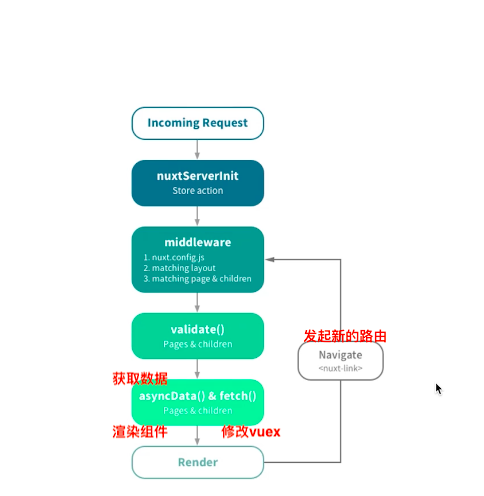 Incoming Request
nuxtServerInit
Store action
middleware
1. nuxt.config.js
2. matching layout
3. matching page & children
validate()
Pages & children
发起新的路由
Navigate
<nuxt-link>
获取数据
asyncData() & fetch()
Pages & children
渲染组件
修改vuex
Render